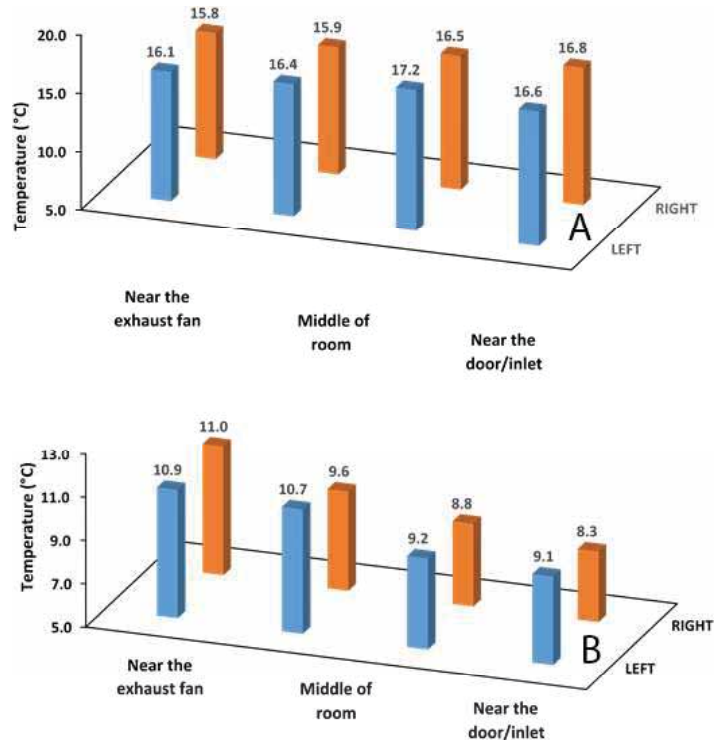 20.0
15.0
10.0
5.0
Temperature (°C)
16.1
15.8
16.4
15.9
17.2
16.5
16.6
16.8
RIGHT
A
LEFT
Near the
exhaust fan
Middle of
room
Near the
door/inlet
13.0
11.0
9.0
7.0
5.0
Temperature (°C)
10.9
11.0
10.7
9.6
9.2
8.8
9.1
8.3
RIGHT
B
LEFT
Near the
exhaust fan
Middle of
room
Near the
door/inlet